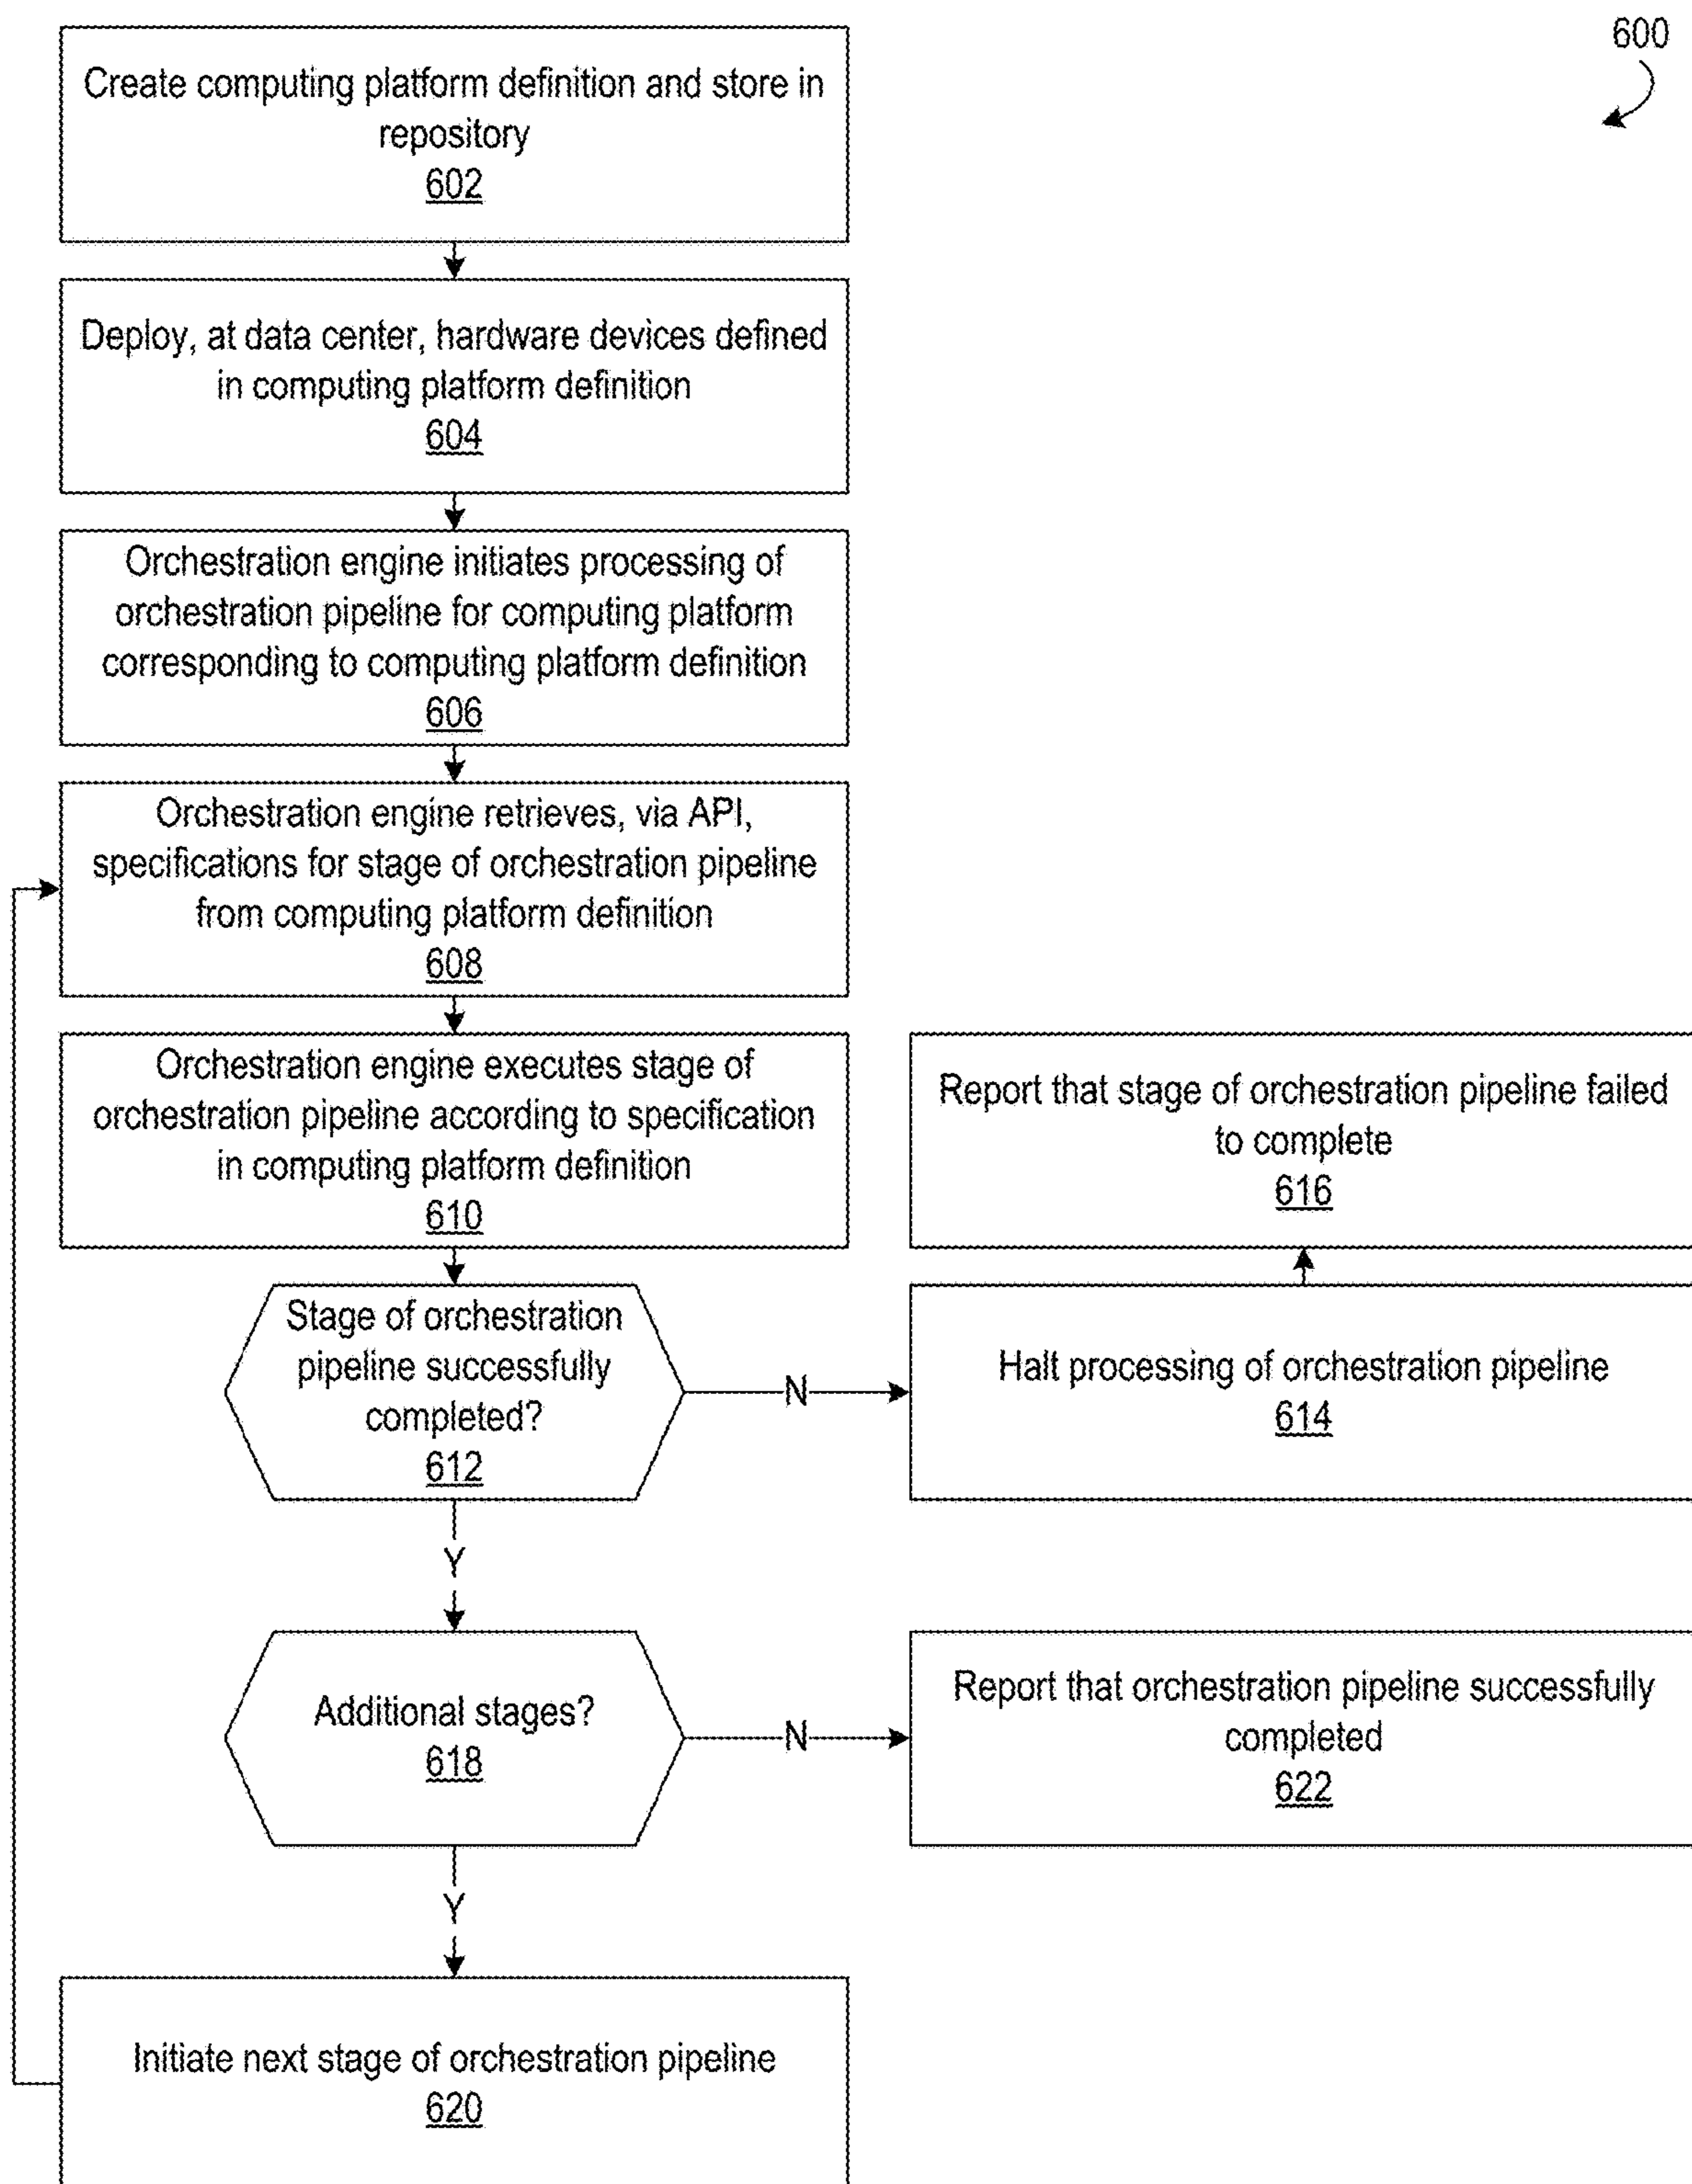 600
Create computing platform definition and store in
repository
602
Deploy, at data center, hardware devices defined
in computing platform definition
604
Orchestration engine initiates processing of
orchestration pipeline for computing platform
corresponding to computing platform definition
606
Orchestration engine retrieves, via API,
specifications for stage of orchestration pipeline
from computing platform definition
608
Orchestration engine executes stage of
orchestration pipeline according to specification
in computing platform definition
610
Report that stage of orchestration pipeline failed
to complete
616
Stage of orchestration
pipeline successfully
completed?
612
N
Halt processing of orchestration pipeline
614
Y
Additional stages?
618
N
Report that orchestration pipeline successfully
completed
622
Y
Initiate next stage of orchestration pipeline
620